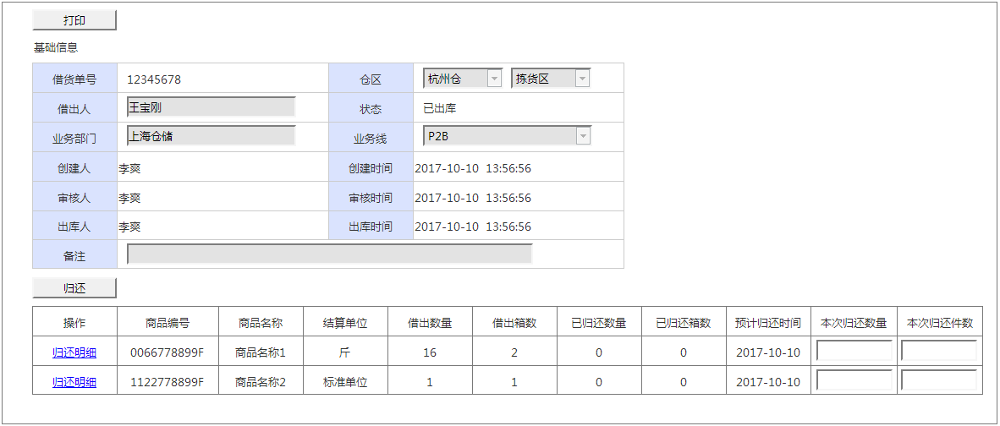 打印
基础信息
借货单号 12345678 仓区 杭州仓 拣货区
借出人 王宝刚 状态 已出库
业务部门 上海仓储 业务线 P2B
创建人 李爽 创建时间 2017-10-10 13:56:56
审核人 李爽 审核时间 2017-10-10 13:56:56
出库人 李爽 出库时间 2017-10-10 13:56:56
备注
归还
操作 商品编号 商品名称 结算单位 借出数量 借出箱数 已归还数量 已归还箱数 预计归还时间 本次归还数量 本次归还件数
归还明细 0066778899F 商品名称1 斤 16 2 0 0 2017-10-10
归还明细 1122778899F 商品名称2 标准单位 1 1 0 0 2017-10-10